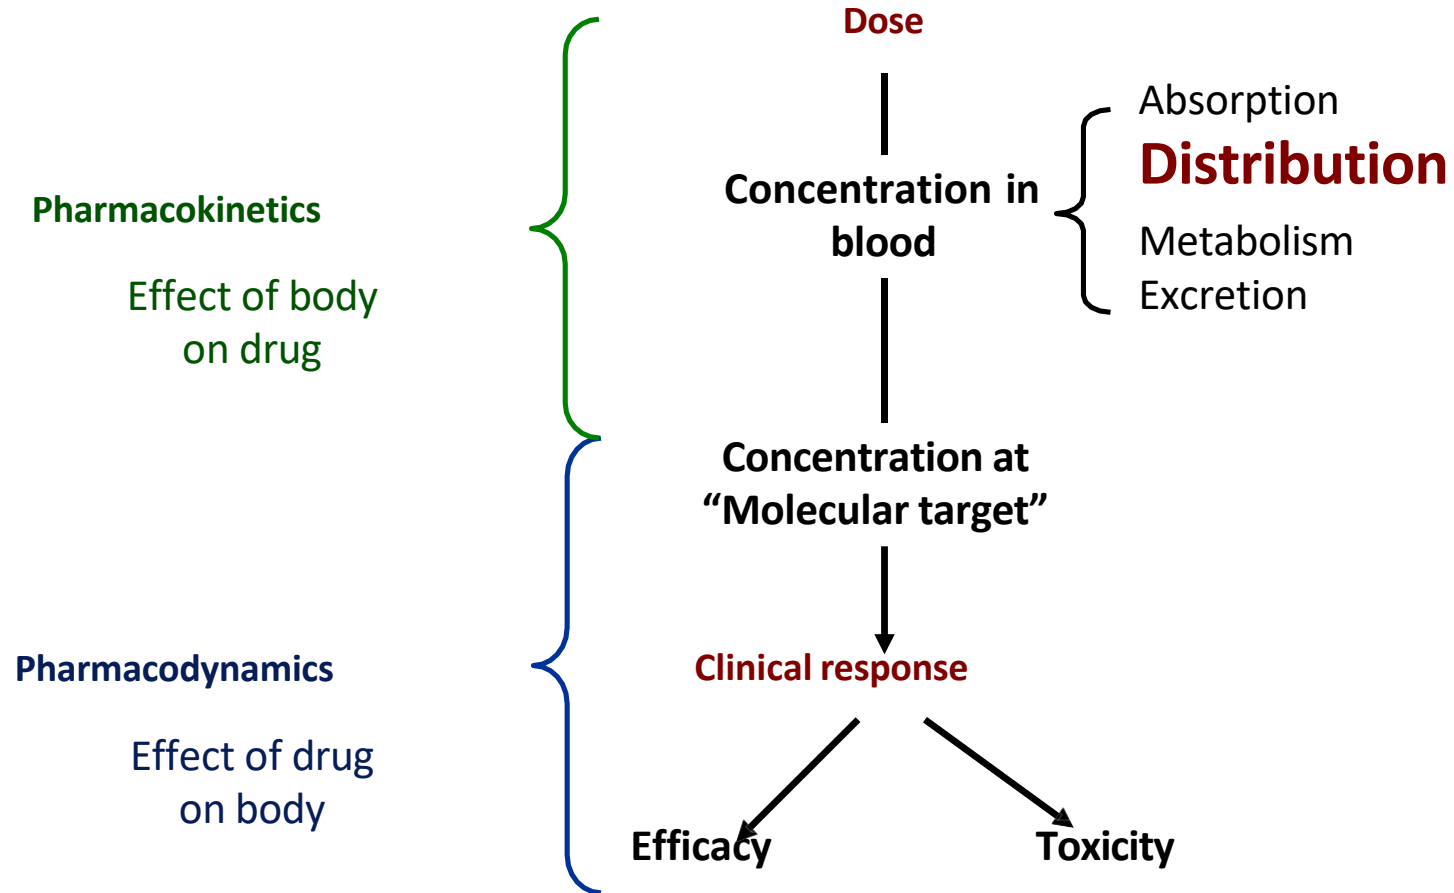 Dose
Absorption
Distribution
Metabolism
Excretion
Concentration in
blood
Pharmacokinetics
Effect of body
on drug
Concentration at
“Molecular target”
Pharmacodynamics
Effect of drug
on body
Clinical response
Efficacy
Toxicity